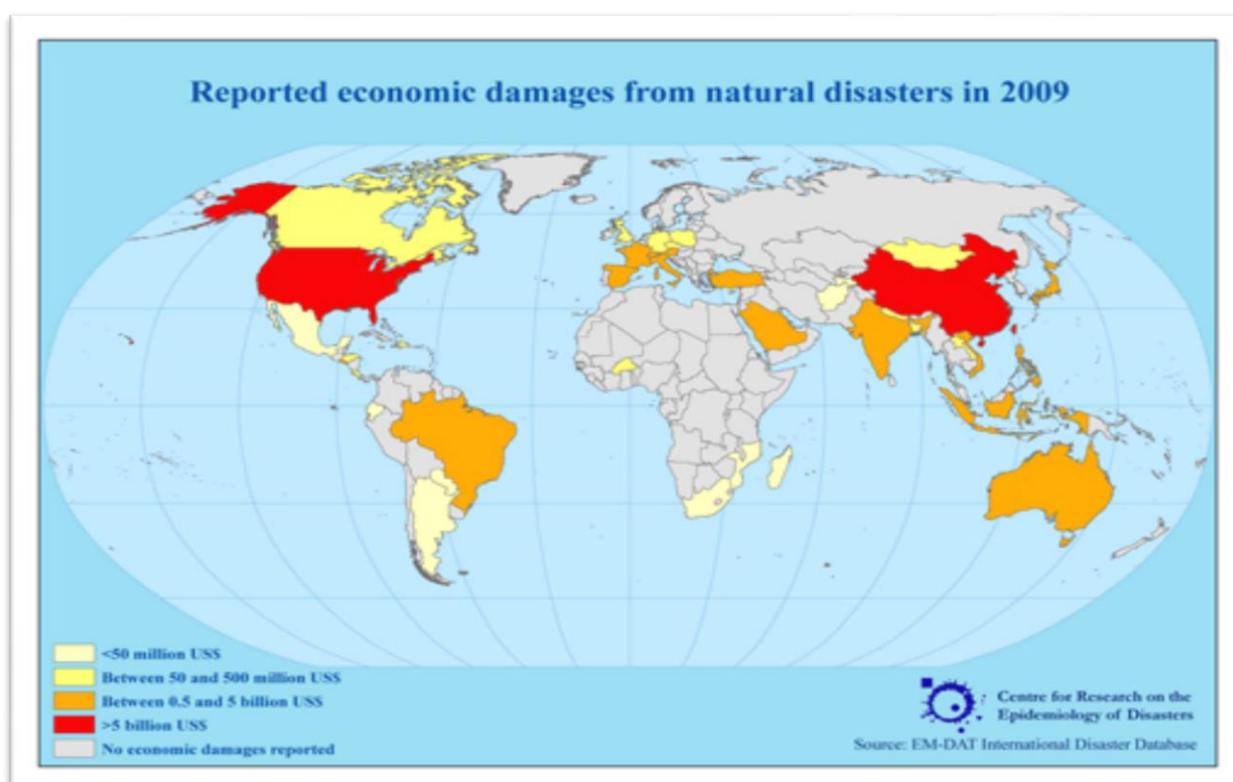 Reported economic damages from natural disasters in 2009
<50 million US$
Between 50 and 500 million US$
Between 0.5 and 5 billion US$
>5 billion US$
No economic damages reported
Centre for Research on the
Epidemiology of Disasters
Source: EM-DAT International Disaster Database